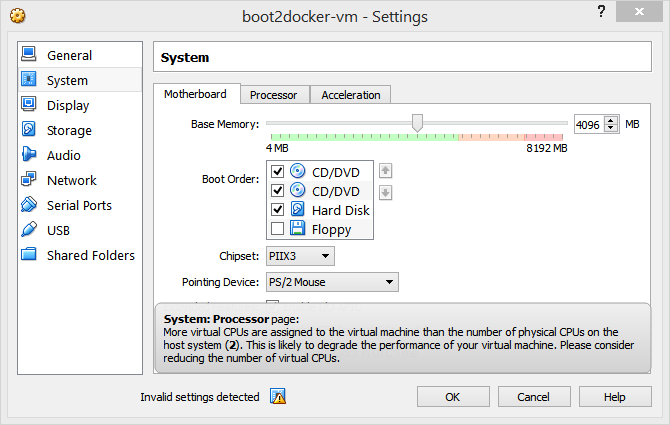 boot2docker-vm - Settings
?
General
System
Display
Storage
Audio
Network
Serial Ports
USB
Shared Folders
System
Motherboard Processor Acceleration
Base Memory: 4096 MB
4 MB 8192 MB
Boot Order: CD/DVD
CD/DVD
Hard Disk
Floppy
Chipset: PIIX3
Pointing Device: PS/2 Mouse
System: Processor page:
More virtual CPUs are assigned to the virtual machine than the number of physical CPUs on the
host system (2). This is likely to degrade the performance of your virtual machine. Please consider
reducing the number of virtual CPUs.
Invalid settings detected OK Cancel Help